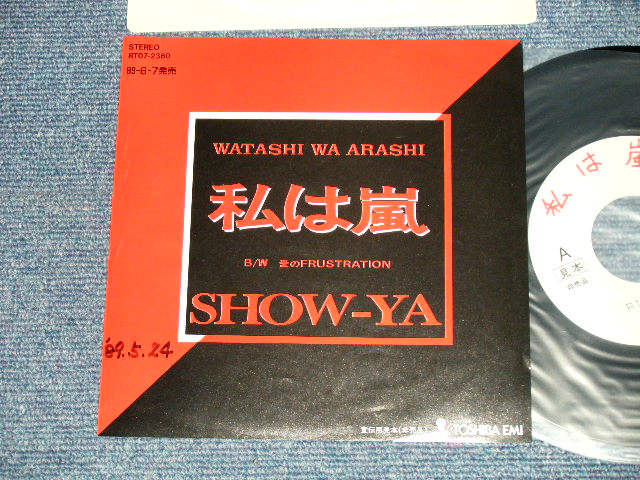 STEREO
RT07-2360
89-6-7発売
WATASHI WA ARASHI
私は嵐
B/W 愛のFRUSTRATION
SHOW-YA
'89.5.24
宣伝用見本(非売品)
TOSHIBA EMI
私は嵐
A
見本
非売品